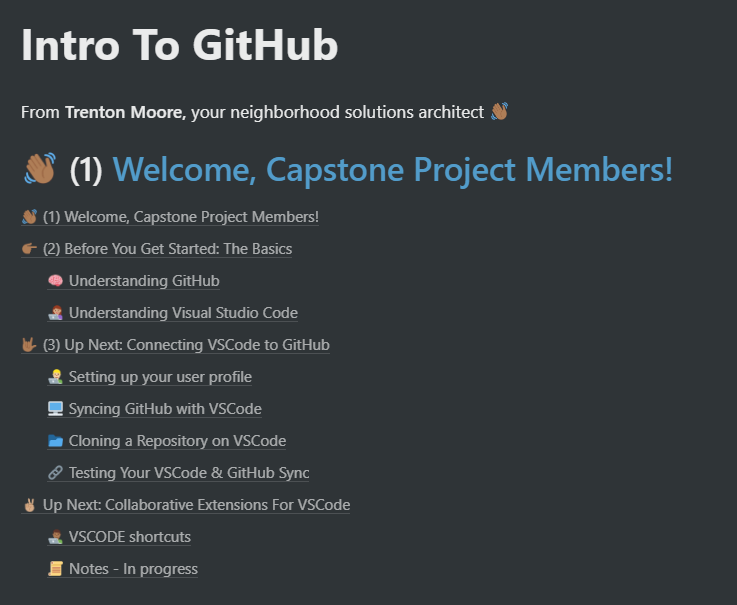 Intro To GitHub
From Trenton Moore, your neighborhood solutions architect 👋🏽
👋🏽 (1) Welcome, Capstone Project Members!
👋🏽 (1) Welcome, Capstone Project Members!
👉🏽 (2) Before You Get Started: The Basics
🧠 Understanding GitHub
👩🏽‍💻 Understanding Visual Studio Code
🤟🏽 (3) Up Next: Connecting VSCode to GitHub
👷🏼 Setting up your user profile
🖥️ Syncing GitHub with VSCode
📂 Cloning a Repository on VSCode
🔗 Testing Your VSCode & GitHub Sync
✌🏽 Up Next: Collaborative Extensions For VSCode
👨🏽‍💻 VSCODE shortcuts
📜 Notes - In progress